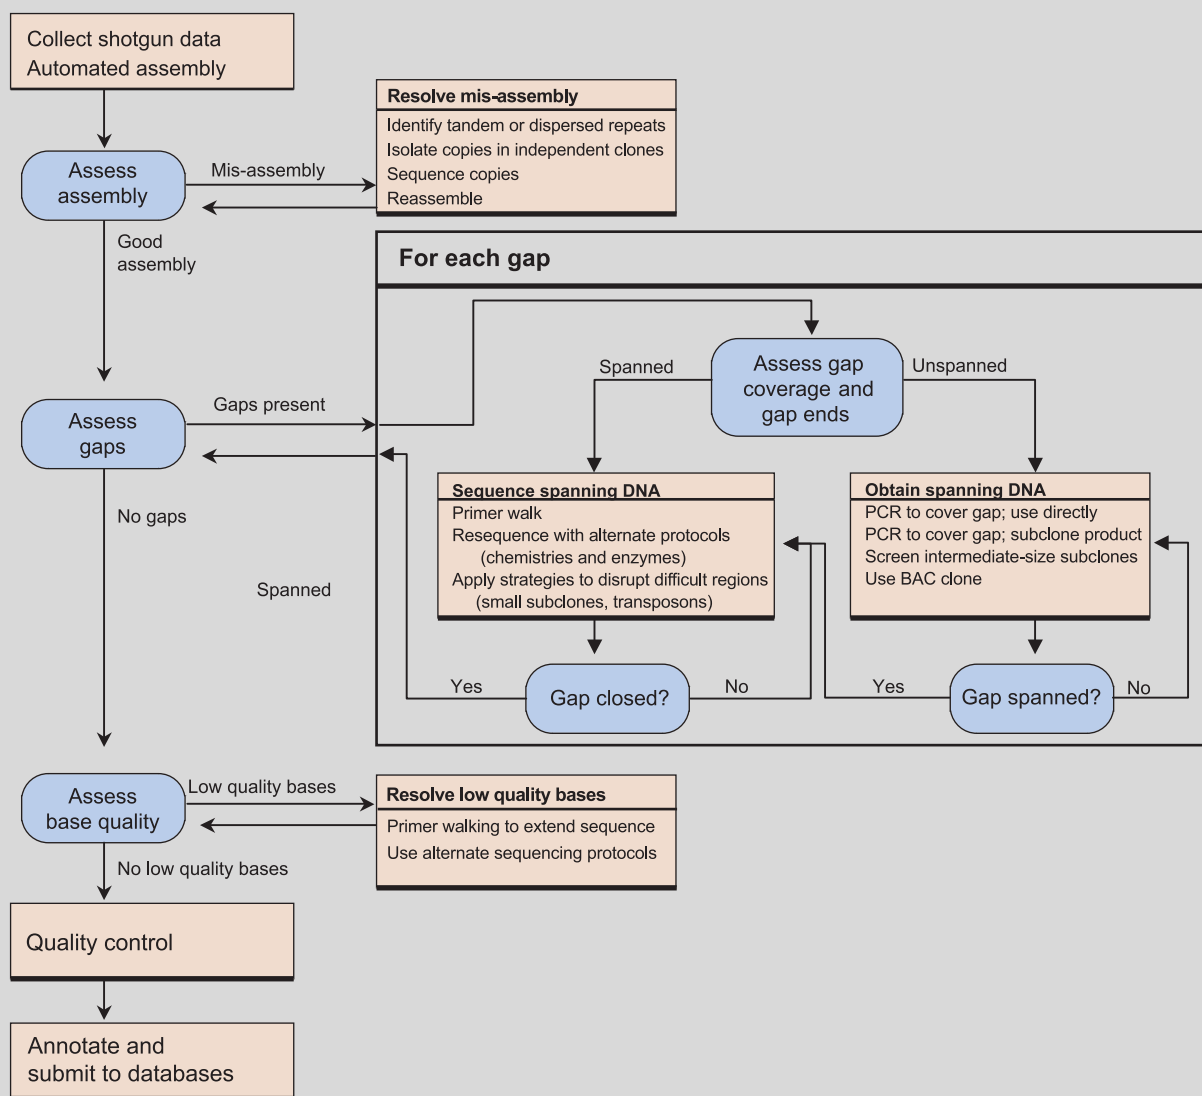 Collect shotgun data
Automated assembly
Resolve mis-assembly
Identify tandem or dispersed repeats
Isolate copies in independent clones
Sequence copies
Reassemble
Assess
assembly
Mis-assembly
Good
assembly
For each gap
Assess gap
coverage and
gap ends
Spanned
Unspanned
Assess
gaps
Gaps present
No gaps
Spanned
Sequence spanning DNA
Primer walk
Resequence with alternate protocols
(chemistries and enzymes)
Apply strategies to disrupt difficult regions
(small subclones, transposons)
Obtain spanning DNA
PCR to cover gap; use directly
PCR to cover gap; subclone product
Screen intermediate-size subclones
Use BAC clone
Yes
Gap closed?
No
Yes
Gap spanned?
No
Assess
base quality
Low quality bases
Resolve low quality bases
Primer walking to extend sequence
Use alternate sequencing protocols
No low quality bases
Quality control
Annotate and
submit to databases